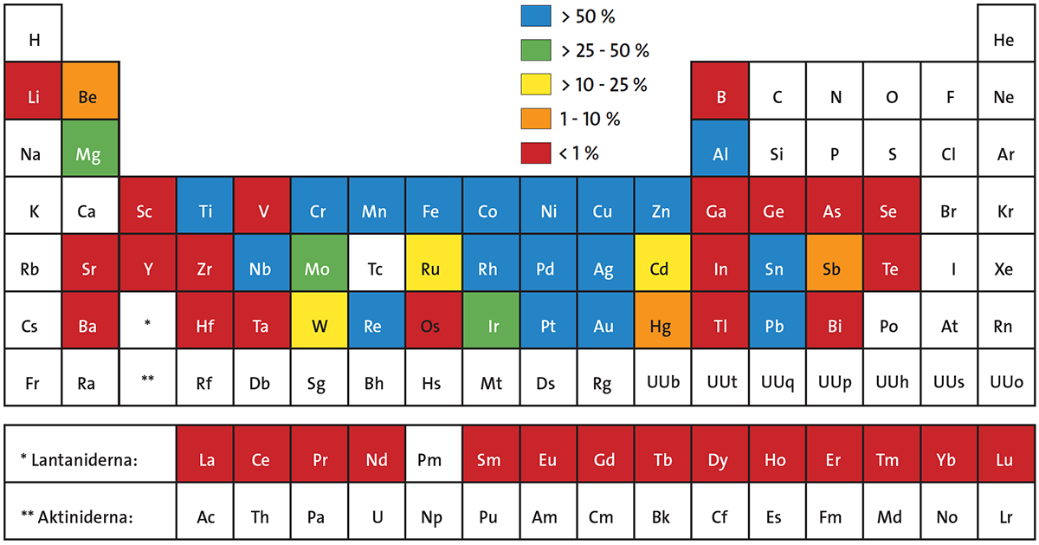 H He
> 50 %
> 25 - 50 %
> 10 - 25 %
1 - 10 %
< 1 %
Li Be B C N O F Ne
Na Mg Al Si P S Cl Ar
K Ca Sc Ti V Cr Mn Fe Co Ni Cu Zn Ga Ge As Se Br Kr
Rb Sr Y Zr Nb Mo Tc Ru Rh Pd Ag Cd In Sn Sb Te I Xe
Cs Ba * Hf Ta W Re Os Ir Pt Au Hg Tl Pb Bi Po At Rn
Fr Ra ** Rf Db Sg Bh Hs Mt Ds Rg UUb UUt UUq UUp UUh UUs UUo
* Lantaniderna: La Ce Pr Nd Pm Sm Eu Gd Tb Dy Ho Er Tm Yb Lu
** Aktiniderna: Ac Th Pa U Np Pu Am Cm Bk Cf Es Fm Md No Lr